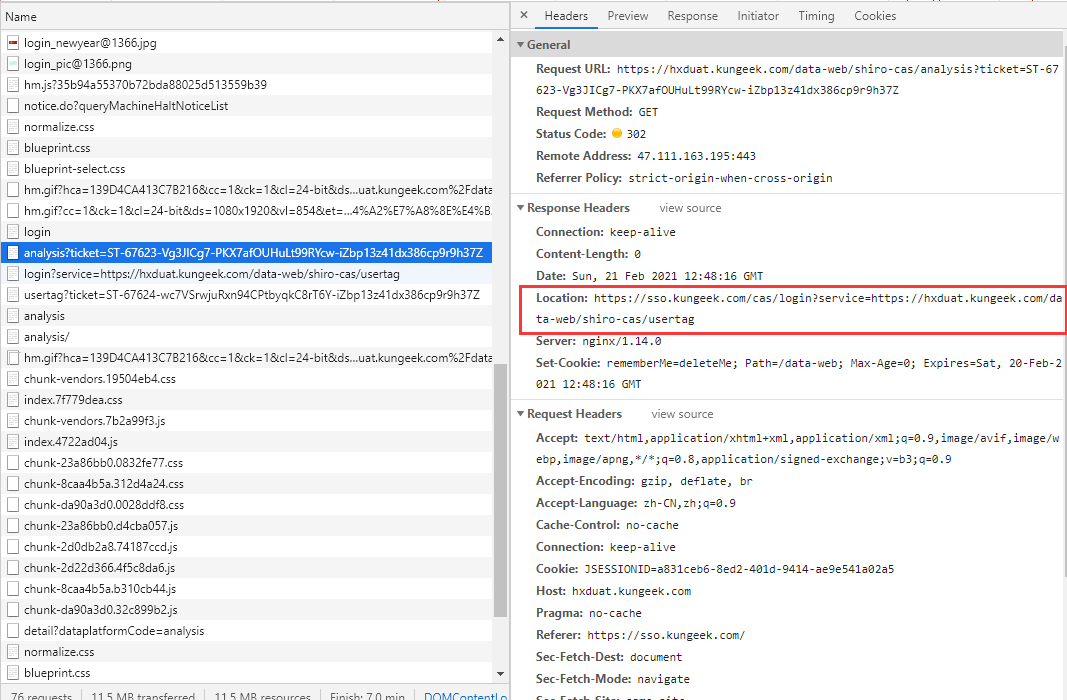 Name
login_newyear@1366.jpg
login_pic@1366.png
hm.js?35b94a55370b72bda88025d513559b39
notice.do?queryMachineHaltNoticeList
normalize.css
blueprint.css
blueprint-select.css
hm.gif?hca=139D4CA413C7B216&cc=1&ck=1&cl=24-bit&ds...uat.kungeek.com%2Fdata
hm.gif?cc=1&ck=1&cl=24-bit&ds=1080x1920&vl=854&et=...4%A2%E7%A8%8E%E4%B.
login
analysis?ticket=ST-67623-Vg3JICg7-PKX7afOUHuLt99RYcw-iZbp13z41dx386cp9r9h37Z
login?service=https://hxduat.kungeek.com/data-web/shiro-cas/usertag
usertag?ticket=ST-67624-wc7VSrwjuRxn94CPtbyqkC8rT6Y-iZbp13z41dx386cp9r9h37Z
analysis
analysis/
hm.gif?hca=139D4CA413C7B216&cc=1&ck=1&cl=24-bit&ds...uat.kungeek.com%2Fdata
chunk-vendors.19504eb4.css
index.7f779dea.css
chunk-vendors.7b2a99f3.js
index.4722ad04.js
chunk-23a86bb0.0832fe77.css
chunk-8caa4b5a.312d4a24.css
chunk-da90a3d0.0028ddf8.css
chunk-23a86bb0.d4cba057.js
chunk-2d0db2a8.74187ccd.js
chunk-2d22d366.4f5c8da6.js
chunk-8caa4b5a.b310cb44.js
chunk-da90a3d0.32c899b2.js
detail?dataplatformCode=analysis
normalize.css
blueprint.css
76 requests 11.5 MB transferred 11.5 MB resources Finish: 7.0 min DOMContentLo
× Headers Preview Response Initiator Timing Cookies
General
Request URL: https://hxduat.kungeek.com/data-web/shiro-cas/analysis?ticket=ST-67
623-Vg3JICg7-PKX7afOUHuLt99RYcw-iZbp13z41dx386cp9r9h37Z
Request Method: GET
Status Code: 302
Remote Address: 47.111.163.195:443
Referrer Policy: strict-origin-when-cross-origin
Response Headers view source
Connection: keep-alive
Content-Length: 0
Date: Sun, 21 Feb 2021 12:48:16 GMT
Location: https://sso.kungeek.com/cas/login?service=https://hxduat.kungeek.com/da
ta-web/shiro-cas/usertag
Server: nginx/1.14.0
Set-Cookie: rememberMe=deleteMe; Path=/data-web; Max-Age=0; Expires=Sat, 20-Feb-2
021 12:48:16 GMT
Request Headers view source
Accept: text/html,application/xhtml+xml,application/xml;q=0.9,image/avif,image/w
ebp,image/apng,*/*;q=0.8,application/signed-exchange;v=b3;q=0.9
Accept-Encoding: gzip, deflate, br
Accept-Language: zh-CN,zh;q=0.9
Cache-Control: no-cache
Connection: keep-alive
Cookie: JSESSIONID=a831ceb6-8ed2-401d-9414-ae9e541a02a5
Host: hxduat.kungeek.com
Pragma: no-cache
Referer: https://sso.kungeek.com/
Sec-Fetch-Dest: document
Sec-Fetch-Mode: navigate
Sec-Fetch-Site: same-site